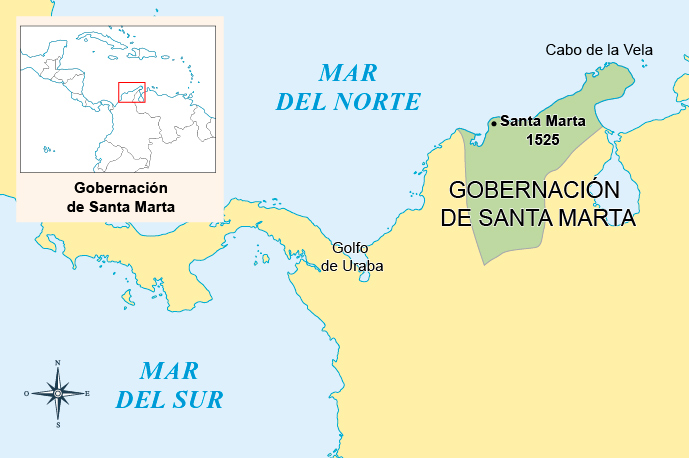 Gobernación
de Santa Marta
MAR
DEL NORTE
Cabo de la Vela
Santa Marta
1525
GOBERNACIÓN
DE SANTA MARTA
Golfo
de Uraba
MAR
DEL SUR
N
O
E
S